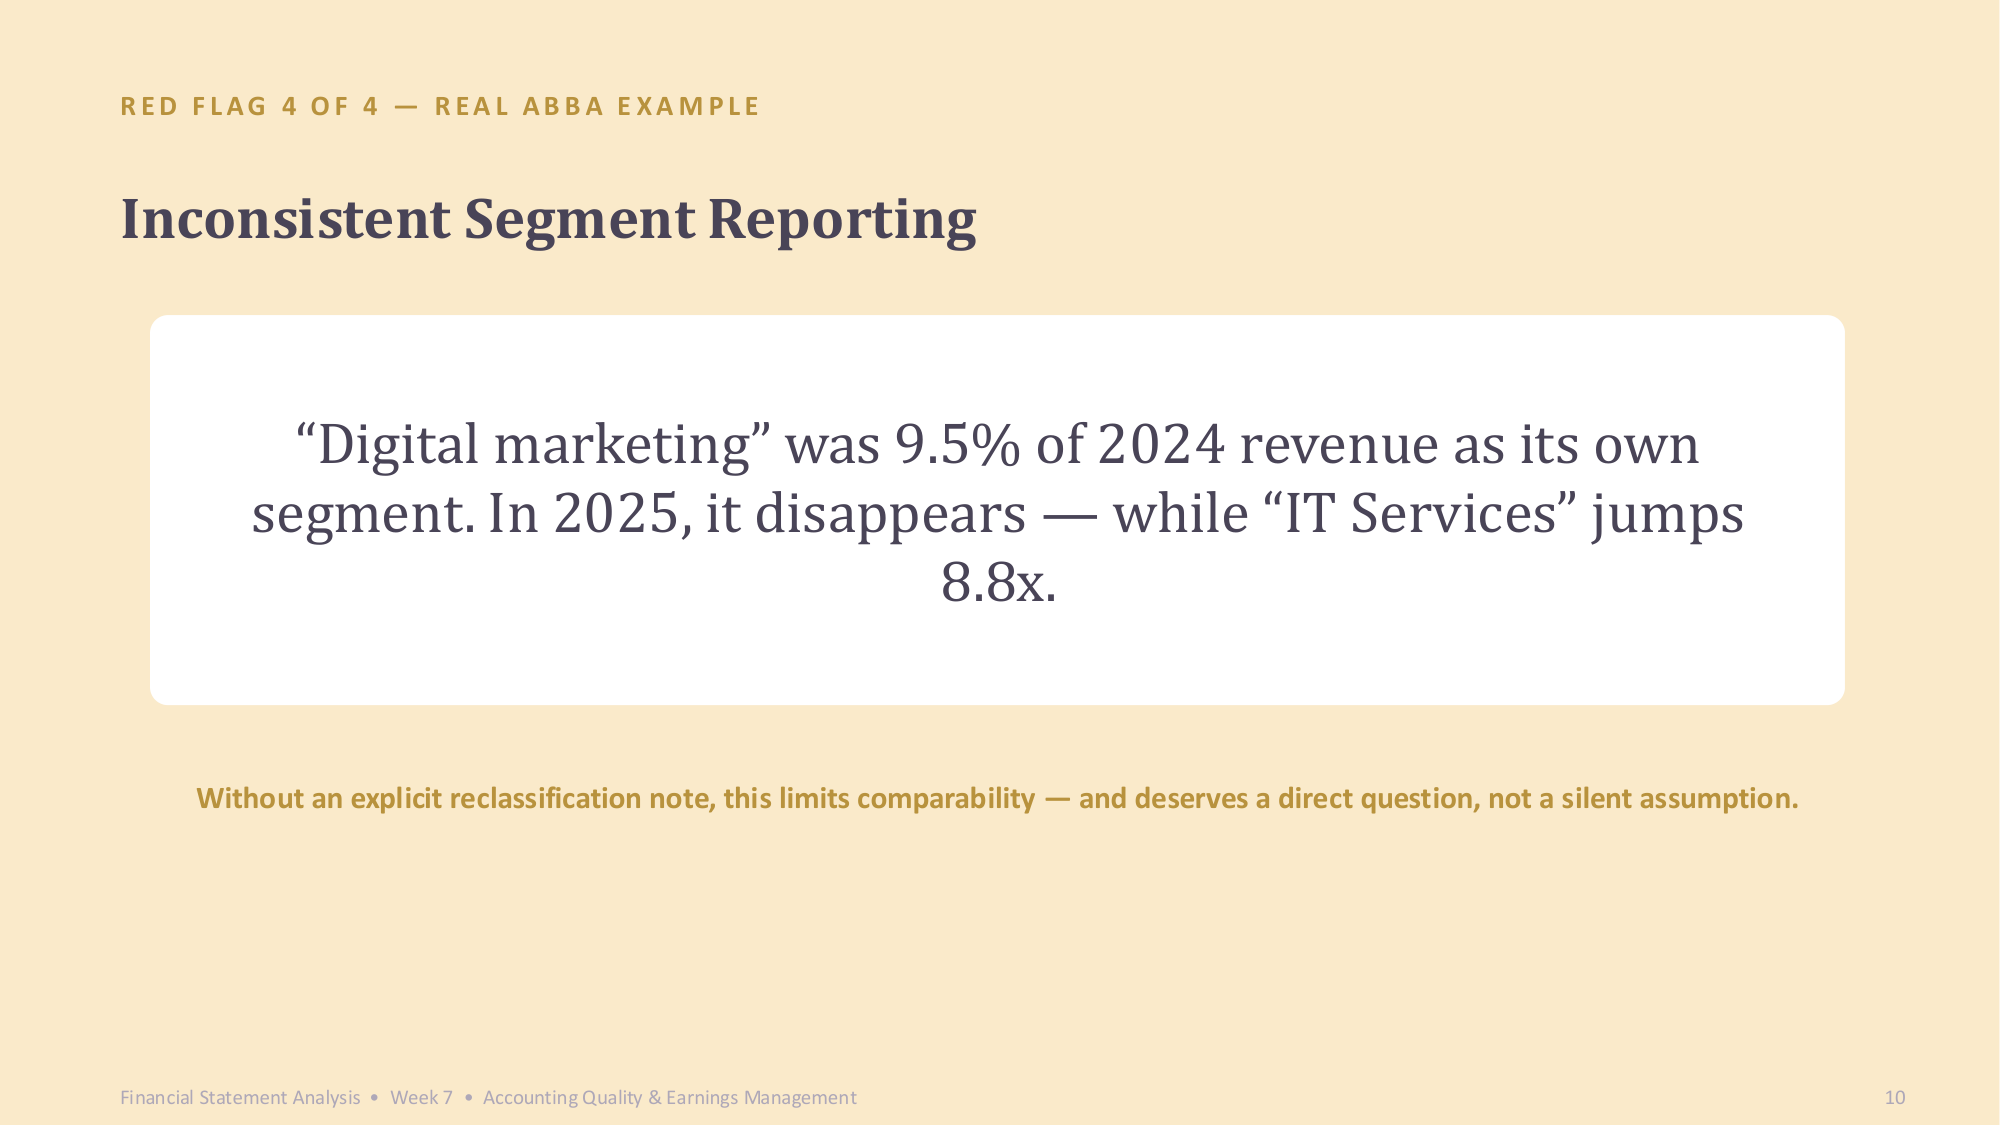 RED FLAG 4 OF 4 — REAL ABBA EXAMPLE
Inconsistent Segment Reporting
“Digital marketing” was 9.5% of 2024 revenue as its own
segment. In 2025, it disappears — while “IT Services” jumps
8.8x.
Without an explicit reclassification note, this limits comparability — and deserves a direct question, not a silent assumption.
Financial Statement Analysis • Week 7 • Accounting Quality & Earnings Management
10